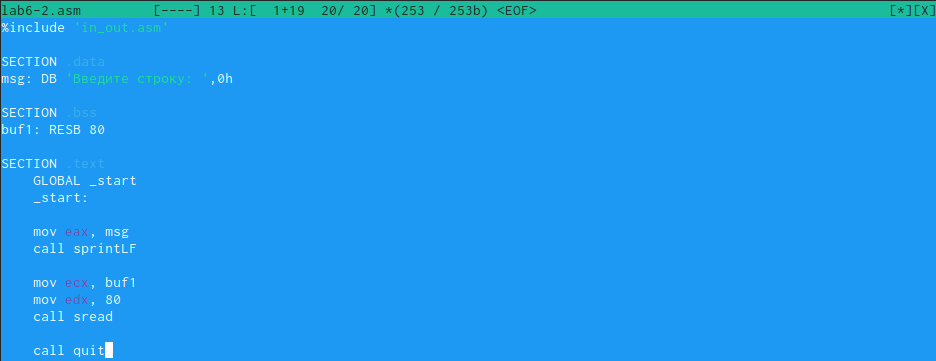 lab6-2.asm [----] 13 L:[ 1+19 20/ 20] *(253 / 253b) <EOF> [*][X]
%include 'in_out.asm'
SECTION .data
msg: DB 'Введите строку: ',0h
SECTION .bss
buf1: RESB 80
SECTION .text
GLOBAL _start
_start:
mov eax, msg
call sprintLF
mov ecx, buf1
mov edx, 80
call sread
call quit